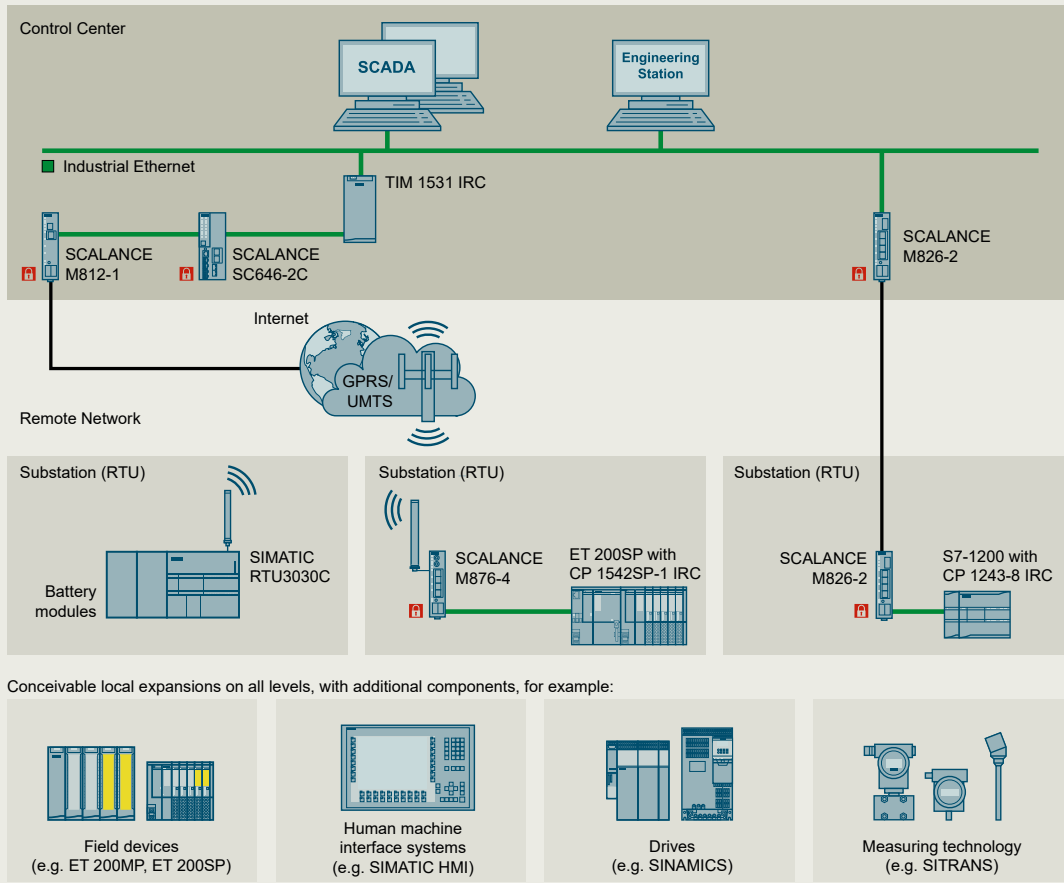 Control Center
SCADA
Engineering
Station
Industrial Ethernet
TIM 1531 IRC
SCALANCE
M812-1
SCALANCE
SC646-2C
SCALANCE
M826-2
Internet
GPRS/
UMTS
Remote Network
Substation (RTU)
SIMATIC
RTU3030C
Battery
modules
Substation (RTU)
SCALANCE
M876-4
ET 200SP with
CP 1542SP-1 IRC
Substation (RTU)
SCALANCE
M826-2
S7-1200 with
CP 1243-8 IRC
Conceivable local expansions on all levels, with additional components, for example:
Field devices
(e.g. ET 200MP, ET 200SP)
Human machine
interface systems
(e.g. SIMATIC HMI)
Drives
(e.g. SINAMICS)
Measuring technology
(e.g. SITRANS)